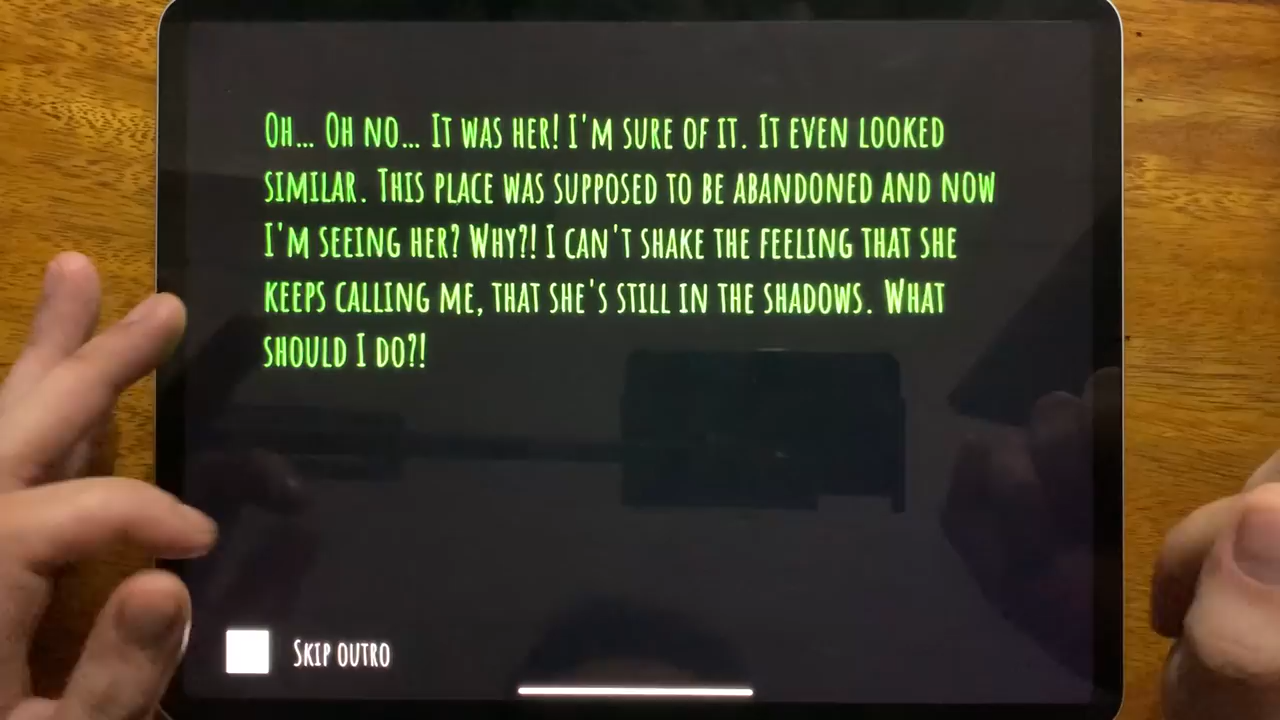 Oh... Oh no... It was her! I'm sure of it. It even looked
similar. This place was supposed to be abandoned and now
I'm seeing her? Why?! I can't shake the feeling that she
keeps calling me, that she's still in the shadows. What
should I do?!
Skip outro